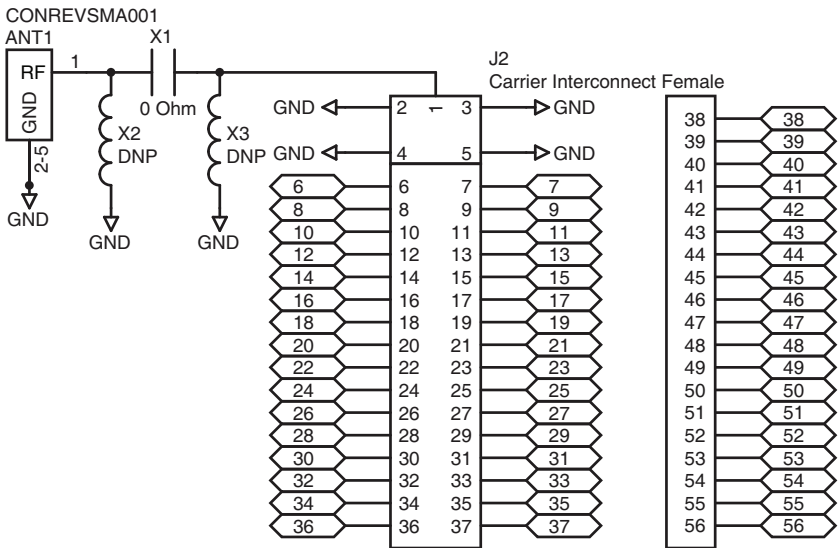 CONREVSMA001
ANT1
X1
RF
1
GND
2-5
GND
X2
DNP
GND
0 Ohm
X3
DNP
GND
J2
Carrier Interconnect Female
GND 2 1 3 GND
GND 4 5 GND
6 6 7 7
8 8 9 9
10 10 11 11
12 12 13 13
14 14 15 15
16 16 17 17
18 18 19 19
20 20 21 21
22 22 23 23
24 24 25 25
26 26 27 27
28 28 29 29
30 30 31 31
32 32 33 33
34 34 35 35
36 36 37 37
38 38
39 39
40 40
41 41
42 42
43 43
44 44
45 45
46 46
47 47
48 48
49 49
50 50
51 51
52 52
53 53
54 54
55 55
56 56